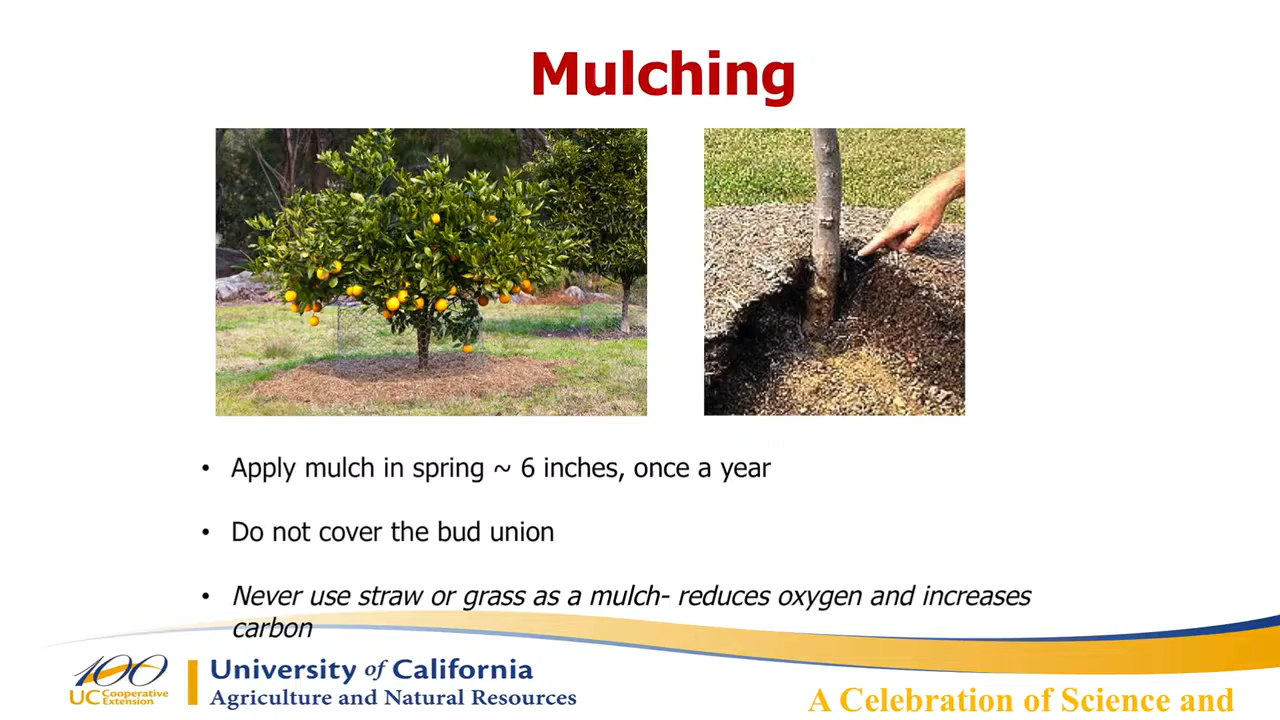 Mulching
• Apply mulch in spring ~ 6 inches, once a year
• Do not cover the bud union
• Never use straw or grass as a mulch- reduces oxygen and increases
carbon
100
UC Cooperative
Extension
University of California
Agriculture and Natural Resources
A Celebration of Science and